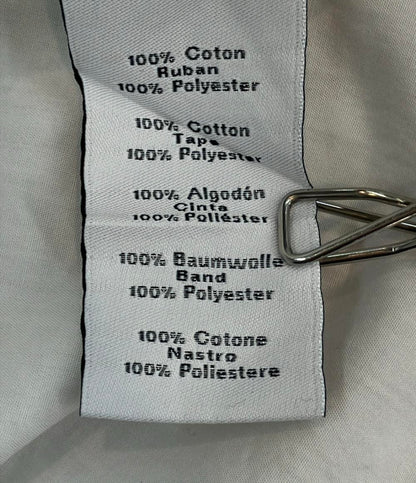 100% Coton
Ruban
100% Polyester
100% Cotton
Tape
100% Polyester
100% Algodón
Cinta
100% Poliéster
100% Baumwolle
Band
100% Polyester
100% Cotone
Nastro
100% Poliestere